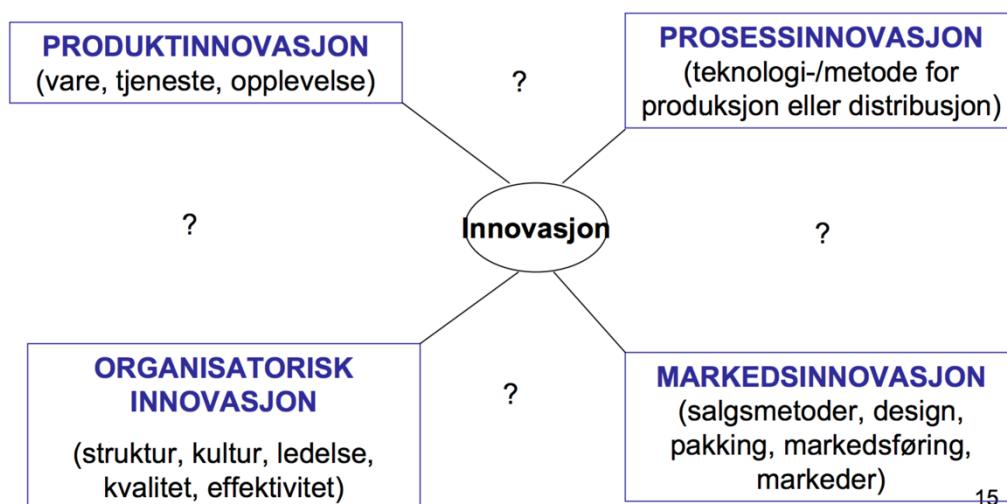 PRODUKTINNOVASJON
(vare, tjeneste, opplevelse)
?
PROSESSINNOVASJON
(teknologi-/metode for
produksjon eller distribusjon)
?
Innovasjon
?
ORGANISATORISK
INNOVASJON
(struktur, kultur, ledelse,
kvalitet, effektivitet)
?
MARKEDSINNOVASJON
(salgsmetoder, design,
pakking, markedsføring,
markeder)
15